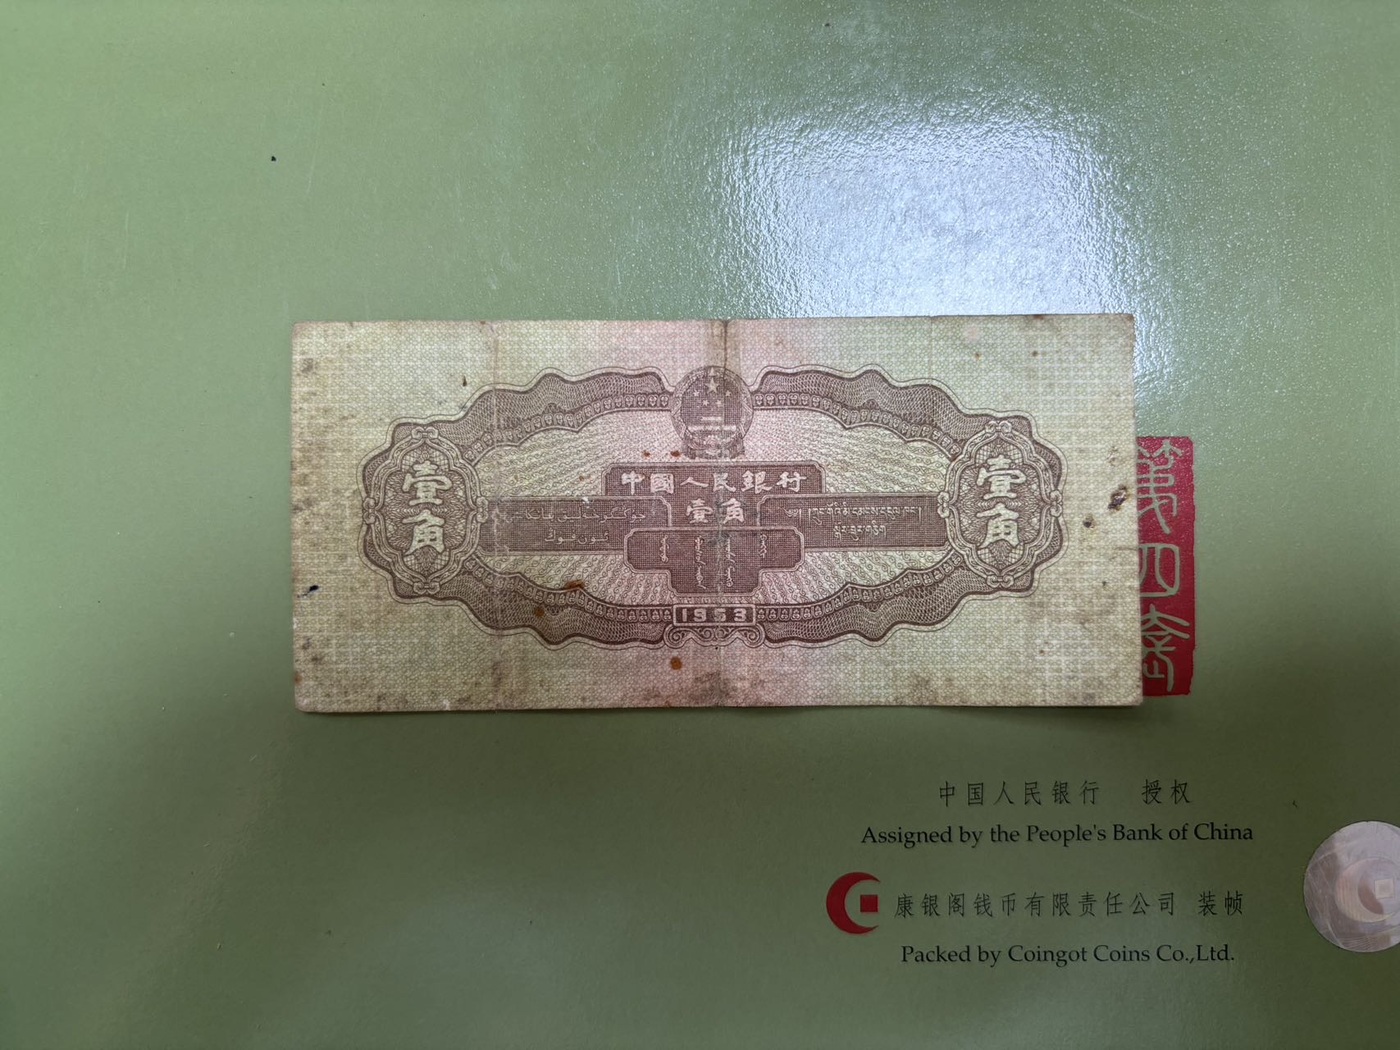 中國人民銀行
壹角
壹角
壹角
1953
第四套
中国人民银行 授权
Assigned by the People's Bank of China
康银阁钱币有限责任公司 装帧
Packed by Coingot Coins Co.,Ltd.